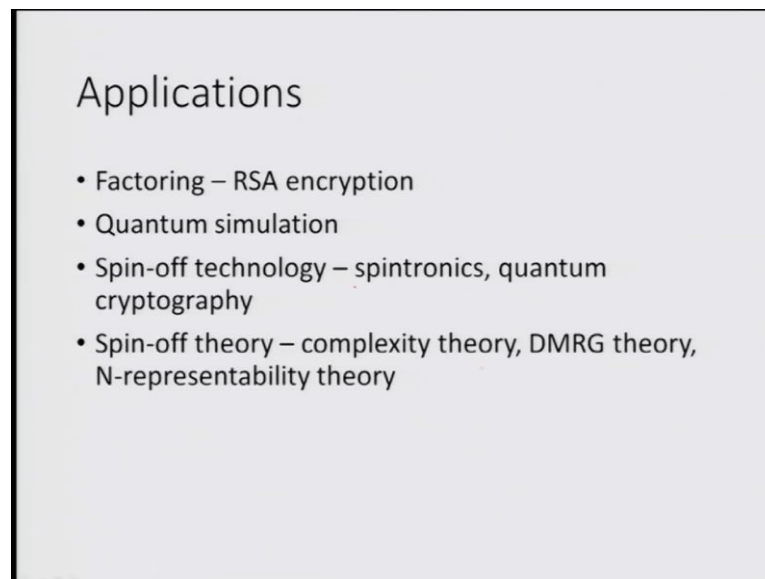 Applications
• Factoring – RSA encryption
• Quantum simulation
• Spin-off technology – spintronics, quantum
cryptography
• Spin-off theory – complexity theory, DMRG theory,
N-representability theory